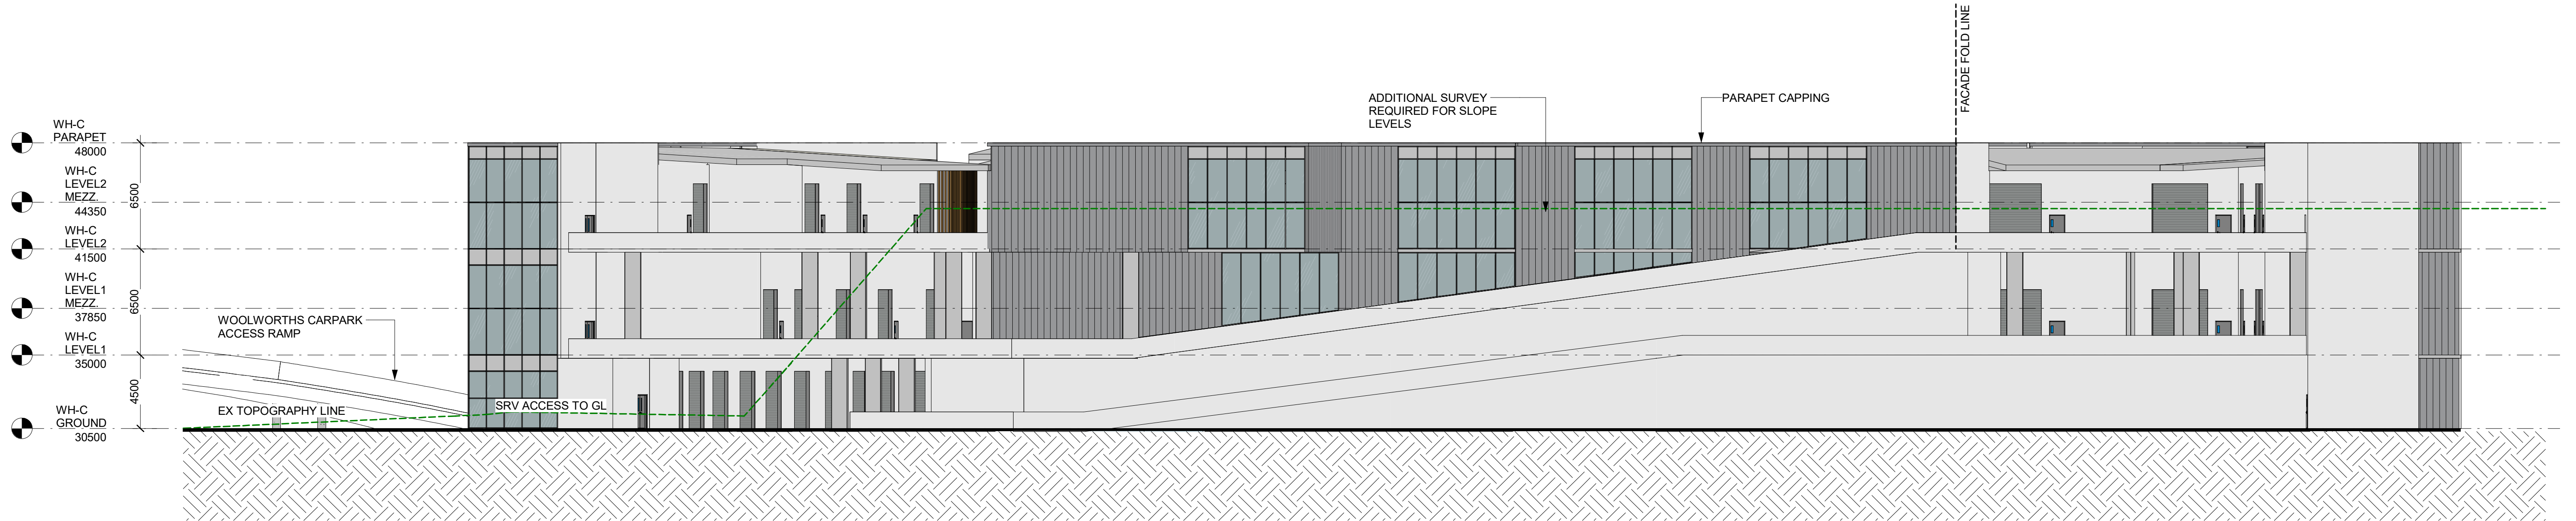 FACADE FOLD LINE
ADDITIONAL SURVEY
REQUIRED FOR SLOPE
LEVELS
PARAPET CAPPING
WH-C
PARAPET
48000
WH-C
LEVEL2
MEZZ.
44350
6500
WH-C
LEVEL2
41500
WH-C
LEVEL1
MEZZ.
37850
6500
WOOLWORTHS CARPARK
ACCESS RAMP
WH-C
LEVEL1
35000
4500
WH-C
GROUND
30500
EX TOPOGRAPHY LINE
SRV ACCESS TO GL